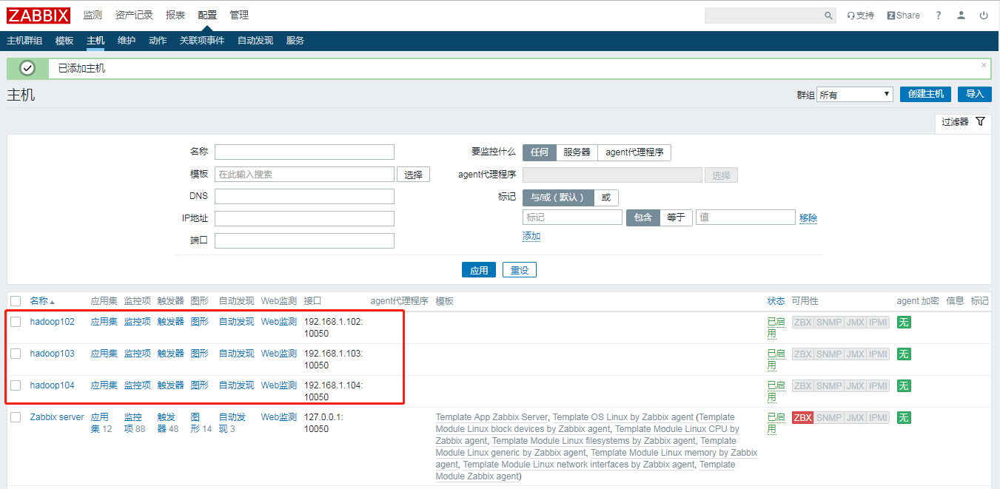 ZABBIX 监测 资产记录 报表 配置 管理 支持 Z Share ?
主机群组 模板 主机 维护 动作 关联项事件 自动发现 服务
已添加主机 ×
主机 群组 所有 创建主机 导入
过滤器
名称 要监控什么 任何 服务器 agent代理程序
模板 在此输入搜索 选择 agent代理程序 选择
DNS 标记 与/或 ( 默认 ) 或
IP地址 标记 包含 等于 值 移除
端口 添加
应用 重设
名称 应用集 监控项 触发器 图形 自动发现 Web监测 接口 agent代理程序 模板 状态 可用性 agent 加密 信息 标记
hadoop102 应用集 监控项 触发器 图形 自动发现 Web监测 192.168.1.102: 已启 ZBX SNMP JMX IPMI 无
10050 用
hadoop103 应用集 监控项 触发器 图形 自动发现 Web监测 192.168.1.103: 已启 ZBX SNMP JMX IPMI 无
10050 用
hadoop104 应用集 监控项 触发器 图形 自动发现 Web监测 192.168.1.104: 已启 ZBX SNMP JMX IPMI 无
10050 用
Zabbix server 应用 监控 触发 图 自动发 Web监测 127.0.0.1: Template App Zabbix Server, Template OS Linux by Zabbix agent (Template 已启 ZBX SNMP JMX IPMI 无
集 12 项 88 器 48 形 14 现 3 10050 Module Linux block devices by Zabbix agent, Template Module Linux CPU by 用
Zabbix agent, Template Module Linux filesystems by Zabbix agent, Template
Module Linux generic by Zabbix agent, Template Module Linux memory by Zabbix
agent, Template Module Linux network interfaces by Zabbix agent, Template
Module Zabbix agent)